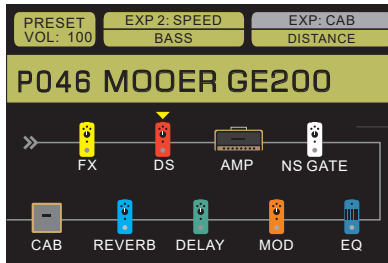 PRESET
VOL: 100
EXP 2: SPEED
BASS
EXP: CAB
DISTANCE
P046 MOOER GE200
FX
DS
AMP
NS GATE
CAB
REVERB
DELAY
MOD
EQ